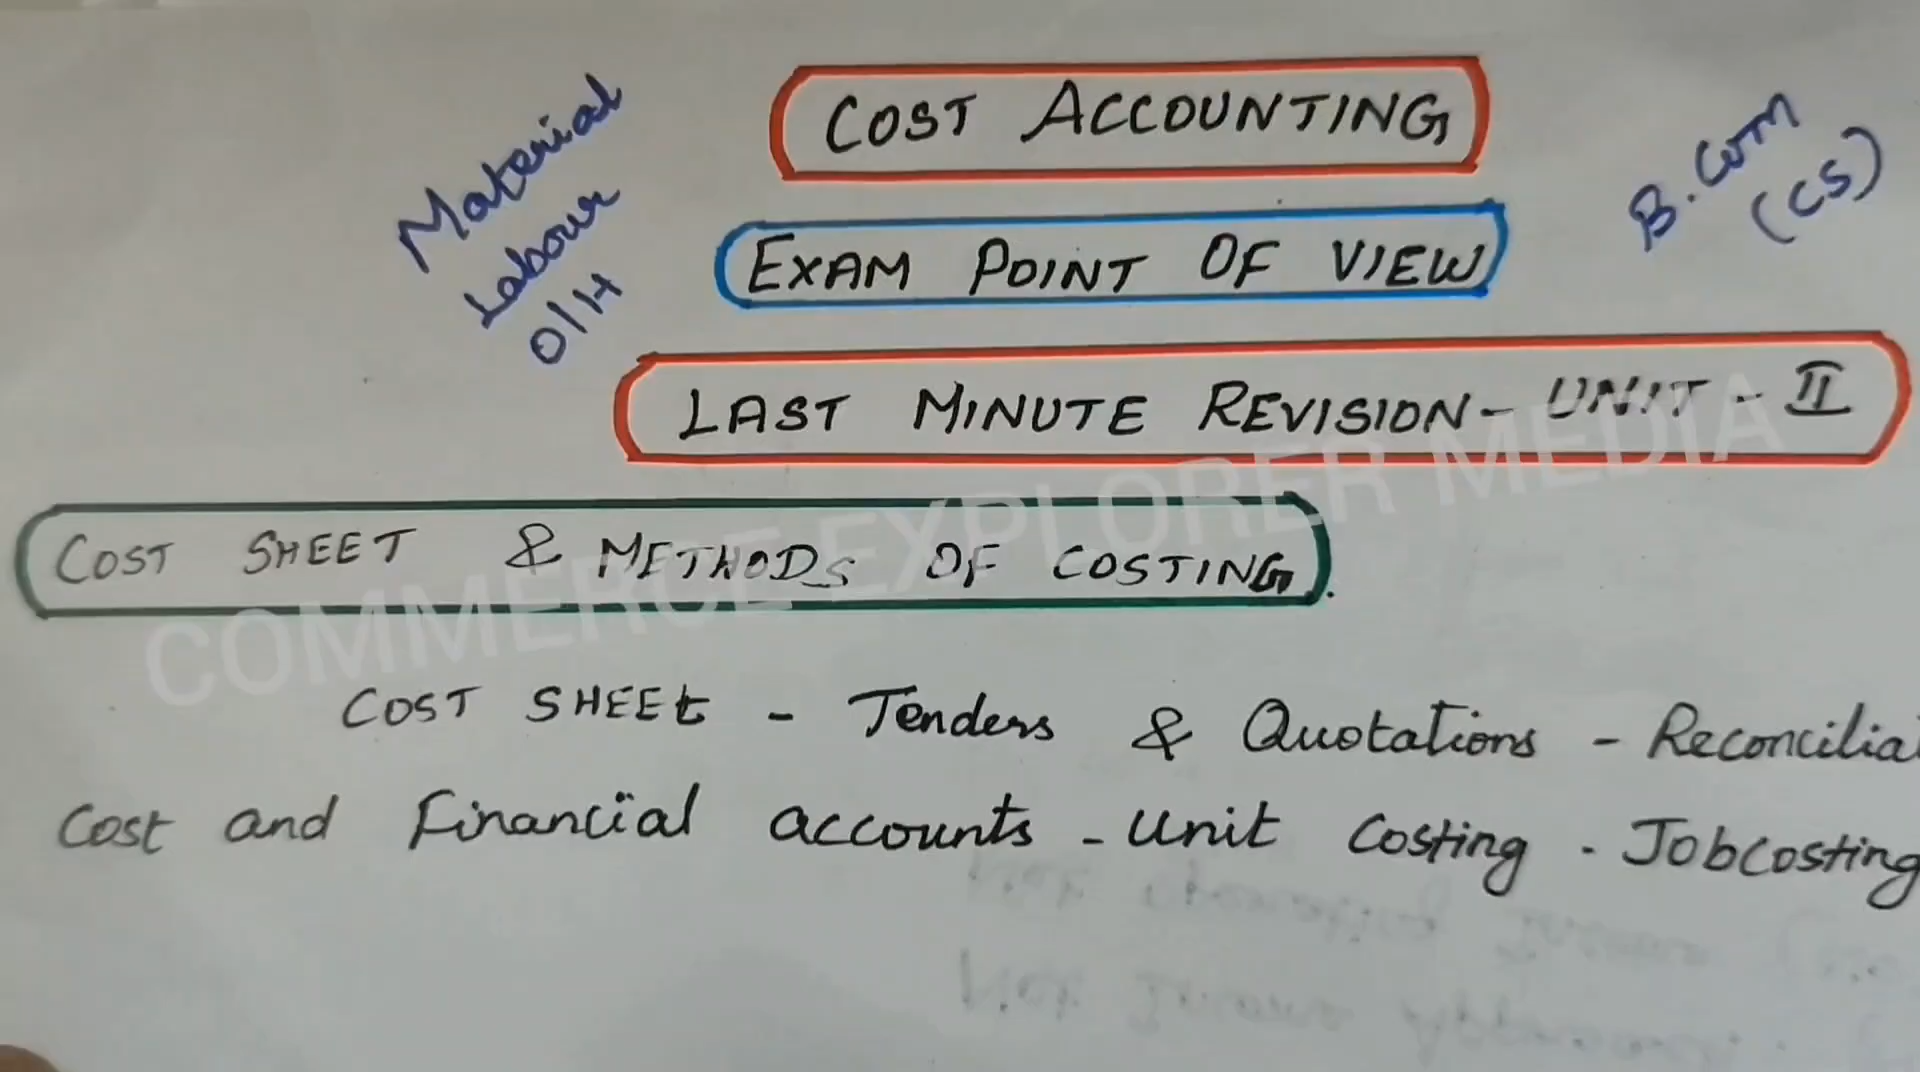 COST ACCOUNTING
Material
Labour
O/H
B.Com
(CS)
EXAM POINT OF VIEW
LAST MINUTE REVISION - UNIT - II
COST SHEET & METHODS OF COSTING.
COMMERCE EXPLORER MEDIA
COST SHEEt - Tenders & Quotations - Reconcilia
Cost and Financial accounts - Unit Costing - Jobcosting